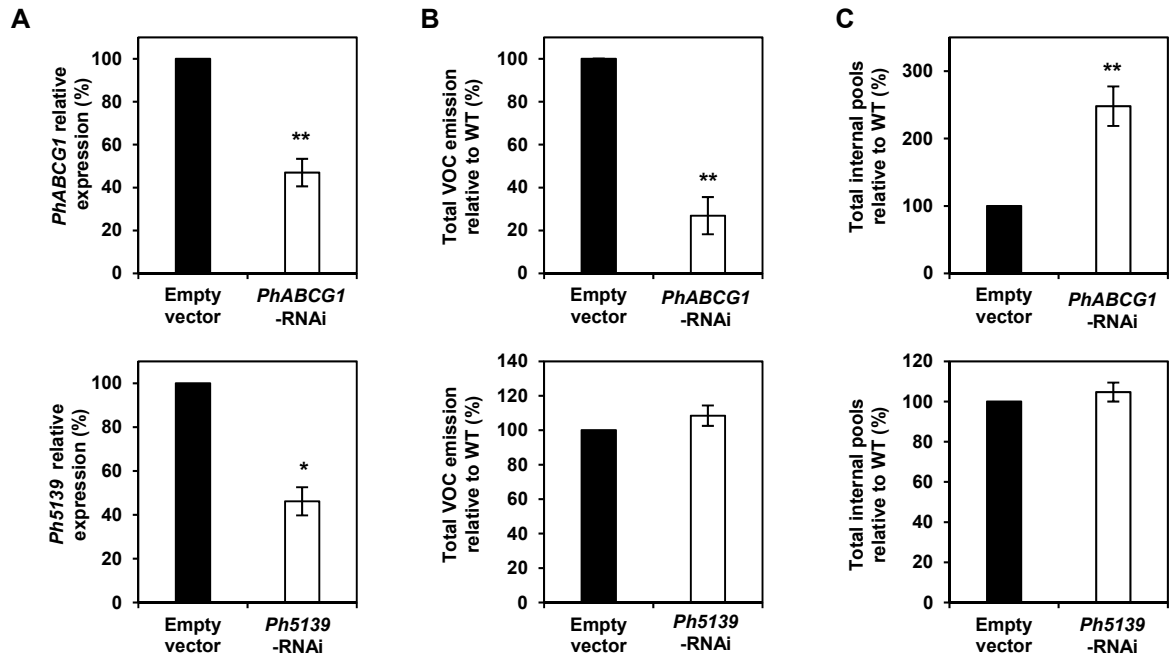 A
PhABCG1 relative
expression (%)
100
80
60
40
20
0
**
Empty
vector
PhABCG1
-RNAi
B
Total VOC emission
relative to WT (%)
100
80
60
40
20
0
**
Empty
vector
PhABCG1
-RNAi
C
Total internal pools
relative to WT (%)
300
200
100
0
**
Empty
vector
PhABCG1
-RNAi
Ph5139 relative
expression (%)
100
80
60
40
20
0
*
Empty
vector
Ph5139
-RNAi
Total VOC emission
relative to WT (%)
140
120
100
80
60
40
20
0
Empty
vector
Ph5139
-RNAi
Total internal pools
relative to WT (%)
120
100
80
60
40
20
0
Empty
vector
Ph5139
-RNAi